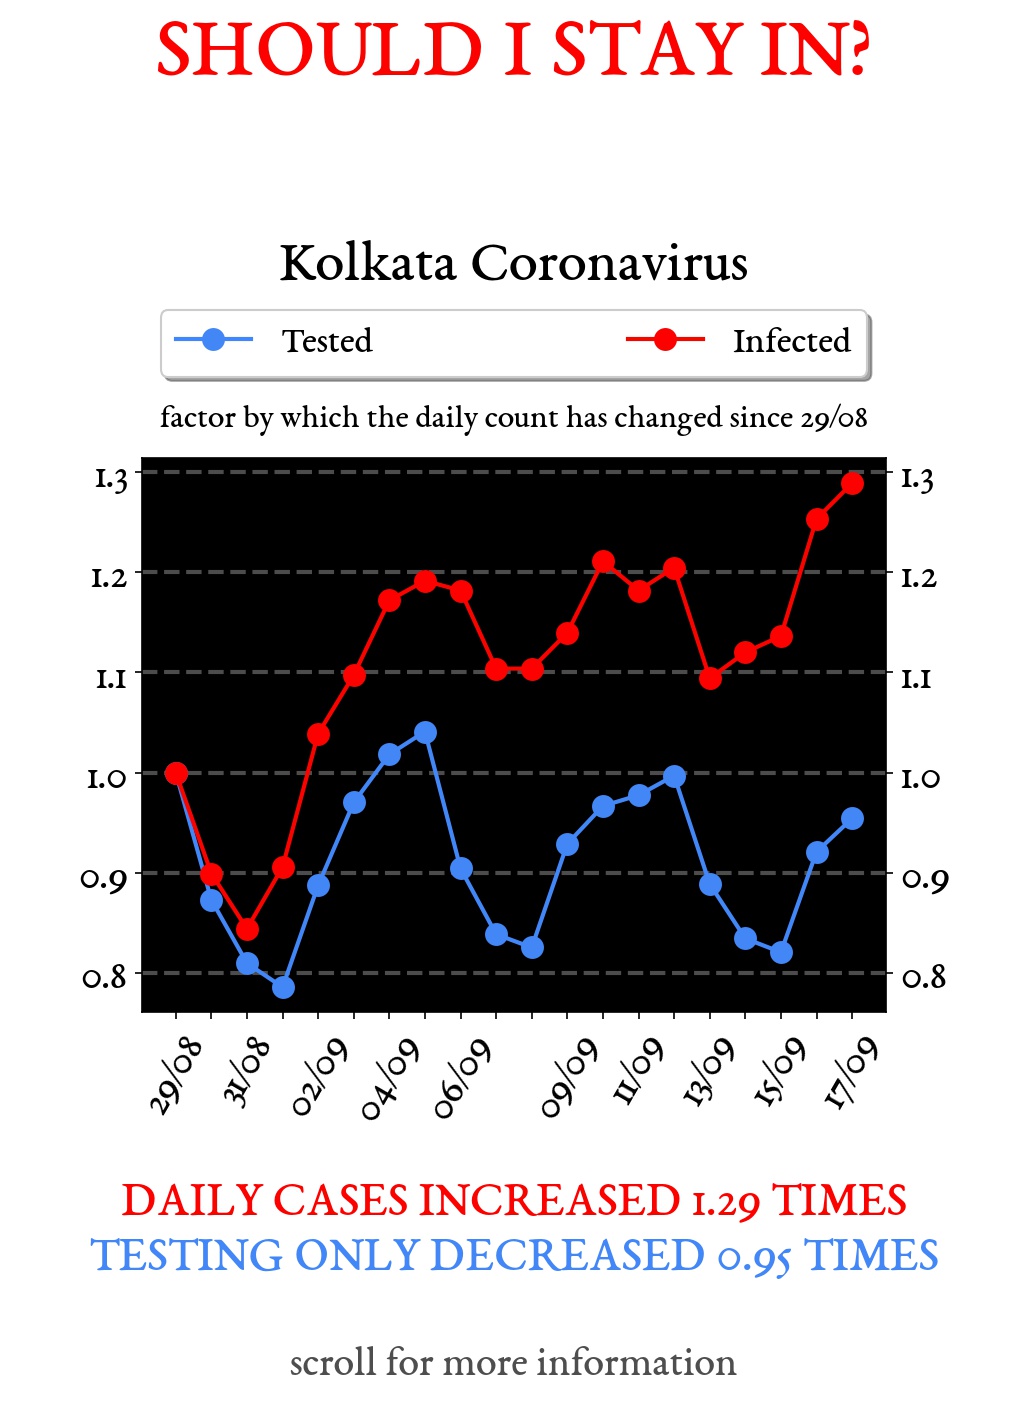 SHOULD I STAY IN?
Kolkata Coronavirus
Tested Infected
factor by which the daily count has changed since 29/08
1.3 1.3
1.2 1.2
1.1 1.1
1.0 1.0
0.9 0.9
0.8 0.8
29/08 31/08 02/09 04/09 06/09 09/09 11/09 13/09 15/09 17/09
DAILY CASES INCREASED 1.29 TIMES
TESTING ONLY DECREASED 0.95 TIMES
scroll for more information